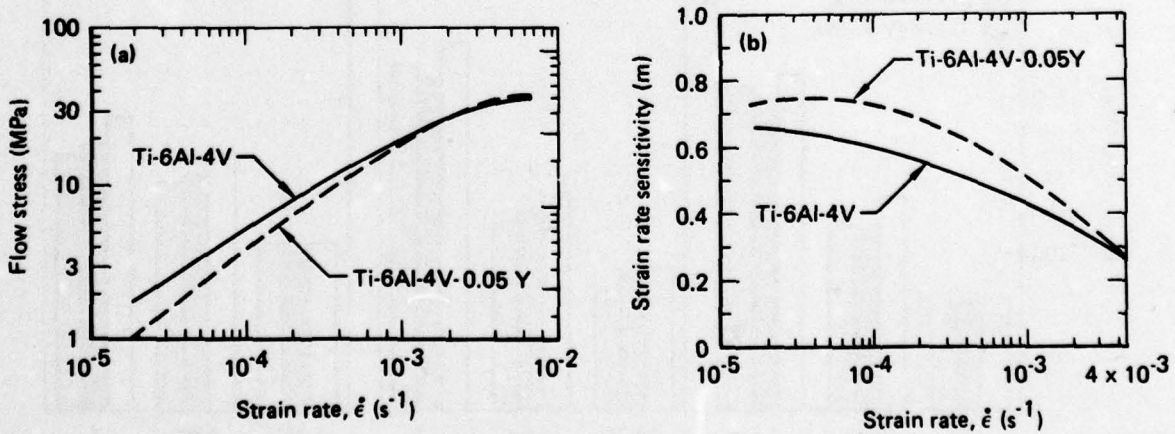 (a)
Flow stress (MPa)
100
30
10
3
1
Ti-6Al-4V
Ti-6Al-4V-0.05 Y
10⁻⁵
10⁻⁴
10⁻³
10⁻²
Strain rate, ε̇ (s⁻¹)
(b)
Strain rate sensitivity (m)
1.0
0.8
0.6
0.4
0.2
0
Ti-6Al-4V-0.05Y
Ti-6Al-4V
10⁻⁵
10⁻⁴
10⁻³
4 x 10⁻³
Strain rate, ε̇ (s⁻¹)